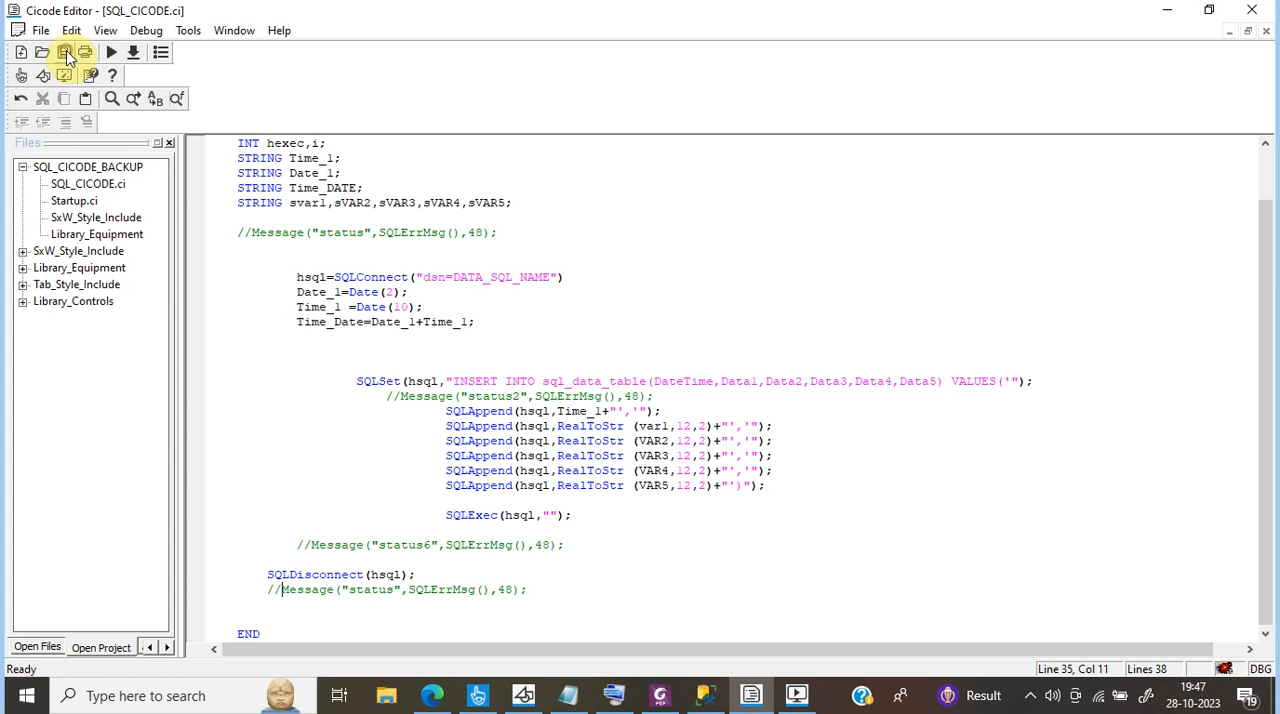 Cicode Editor - [SQL_CICODE.ci]
File Edit View Debug Tools Window Help
Files
SQL_CICODE_BACKUP
SQL_CICODE.ci
Startup.ci
SxW_Style_Include
Library_Equipment
SxW_Style_Include
Library_Equipment
Tab_Style_Include
Library_Controls
Open Files Open Project
INT hexec,i;
STRING Time_1;
STRING Date_1;
STRING Time_DATE;
STRING svar1,sVAR2,sVAR3,sVAR4,sVAR5;
//Message("status",SQLErrMsg(),48);
hsql=SQLConnect("dsn=DATA_SQL_NAME")
Date_1=Date(2);
Time_1 =Date(10);
Time_Date=Date_1+Time_1;
SQLSet(hsql,"INSERT INTO sql_data_table(DateTime,Data1,Data2,Data3,Data4,Data5) VALUES('");
//Message("status2",SQLErrMsg(),48);
SQLAppend(hsql,Time_1+"','");
SQLAppend(hsql,RealToStr (var1,12,2)+"','");
SQLAppend(hsql,RealToStr (VAR2,12,2)+"','");
SQLAppend(hsql,RealToStr (VAR3,12,2)+"','");
SQLAppend(hsql,RealToStr (VAR4,12,2)+"','");
SQLAppend(hsql,RealToStr (VAR5,12,2)+"')");
SQLExec(hsql,"");
//Message("status6",SQLErrMsg(),48);
SQLDisconnect(hsql);
//Message("status",SQLErrMsg(),48);
END
Ready Line 35, Col 11 Lines 38 DBG
Type here to search Result 19:47
28-10-2023 19